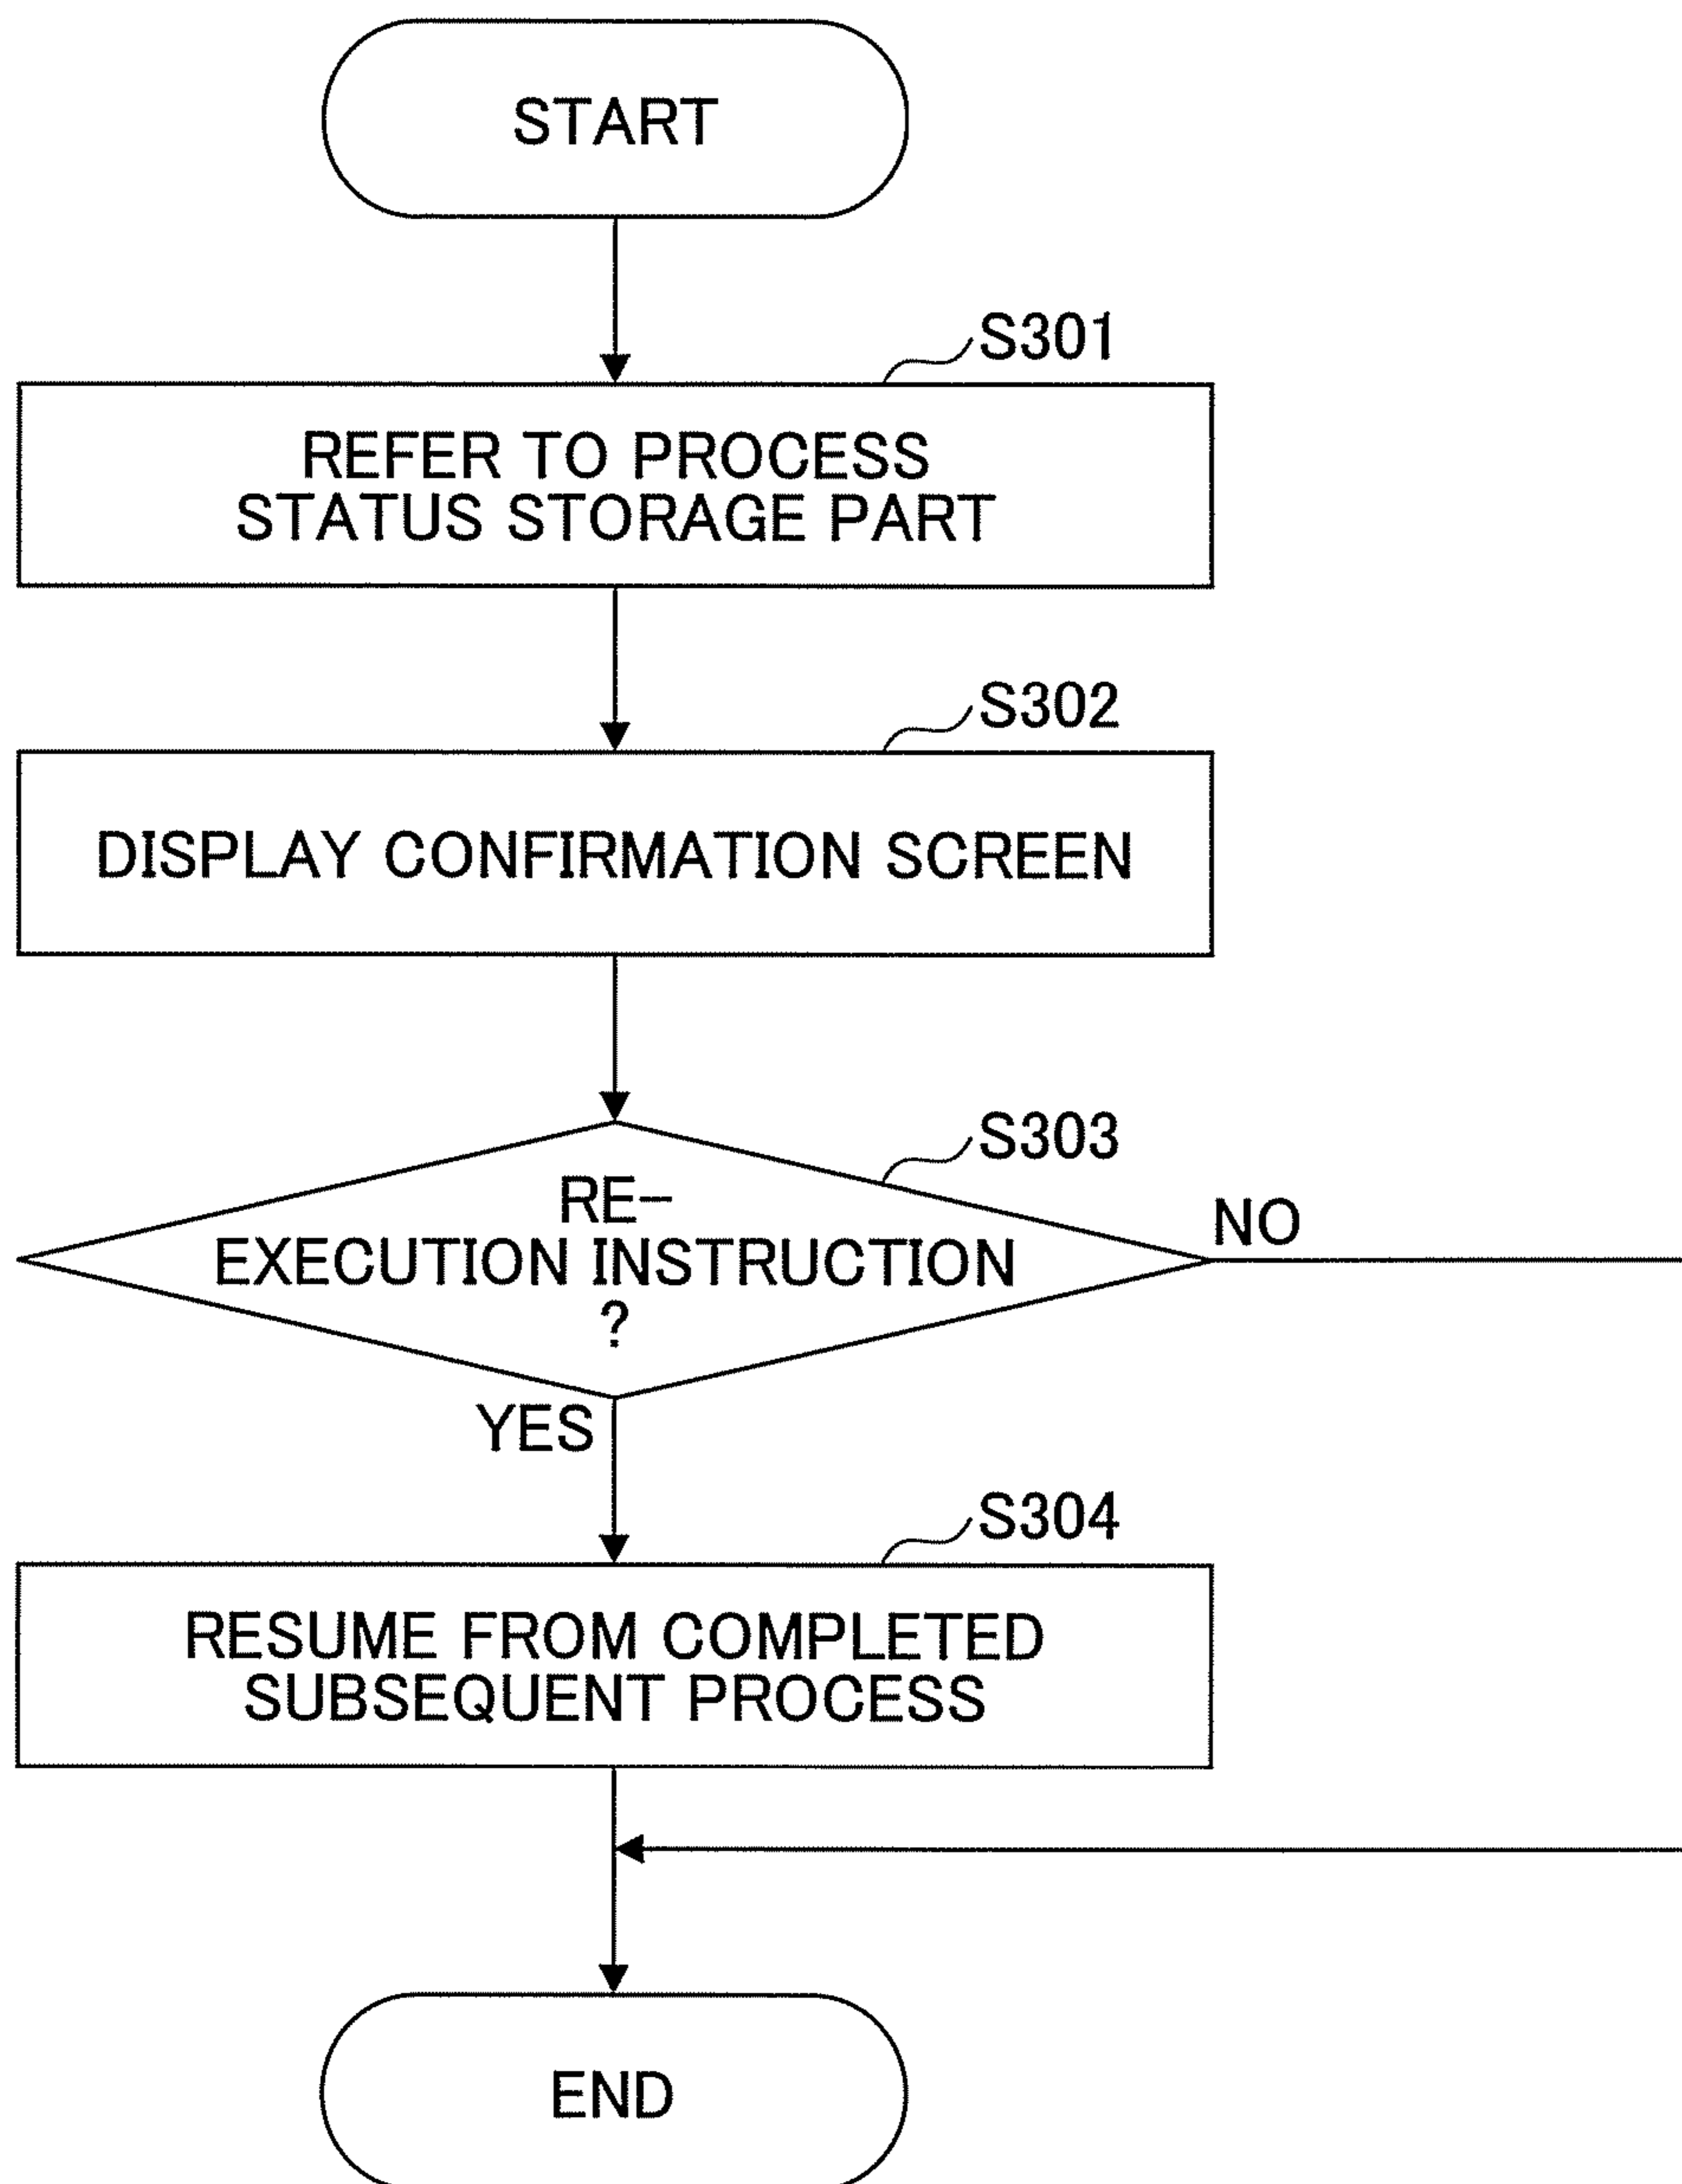 START
S301
REFER TO PROCESS
STATUS STORAGE PART
S302
DISPLAY CONFIRMATION SCREEN
S303
RE-
EXECUTION INSTRUCTION
?
NO
YES
S304
RESUME FROM COMPLETED
SUBSEQUENT PROCESS
END